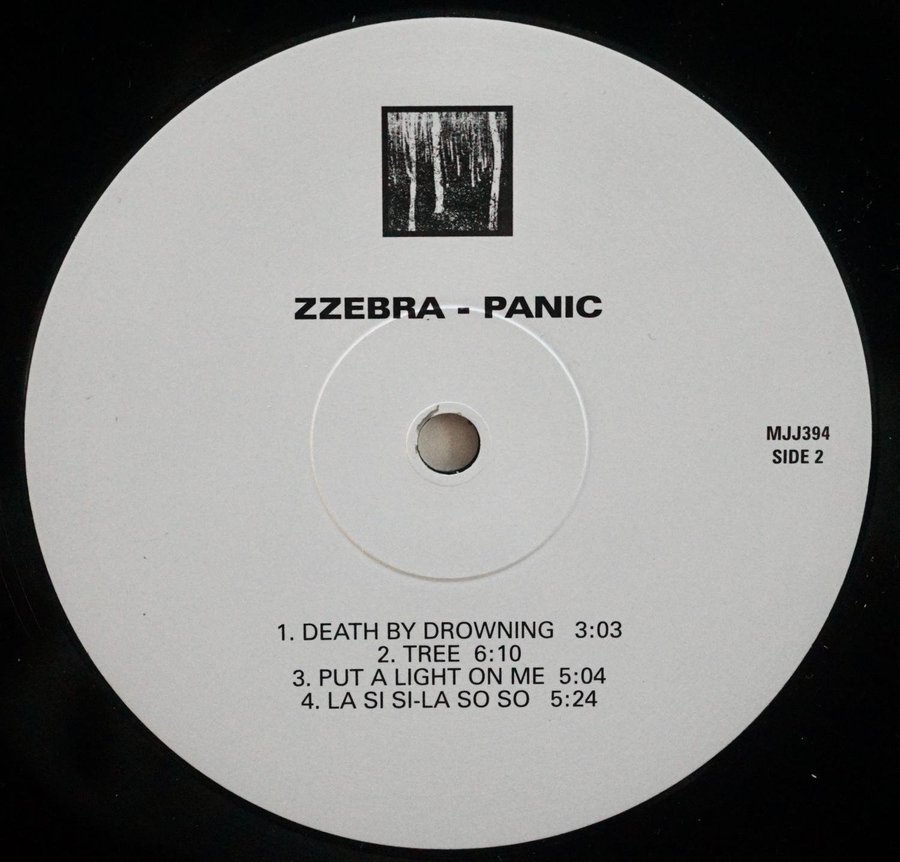 ZZEBRA - PANIC
MJJ394
SIDE 2
1. DEATH BY DROWNING 3:03
2. TREE 6:10
3. PUT A LIGHT ON ME 5:04
4. LA SI SI-LA SO SO 5:24